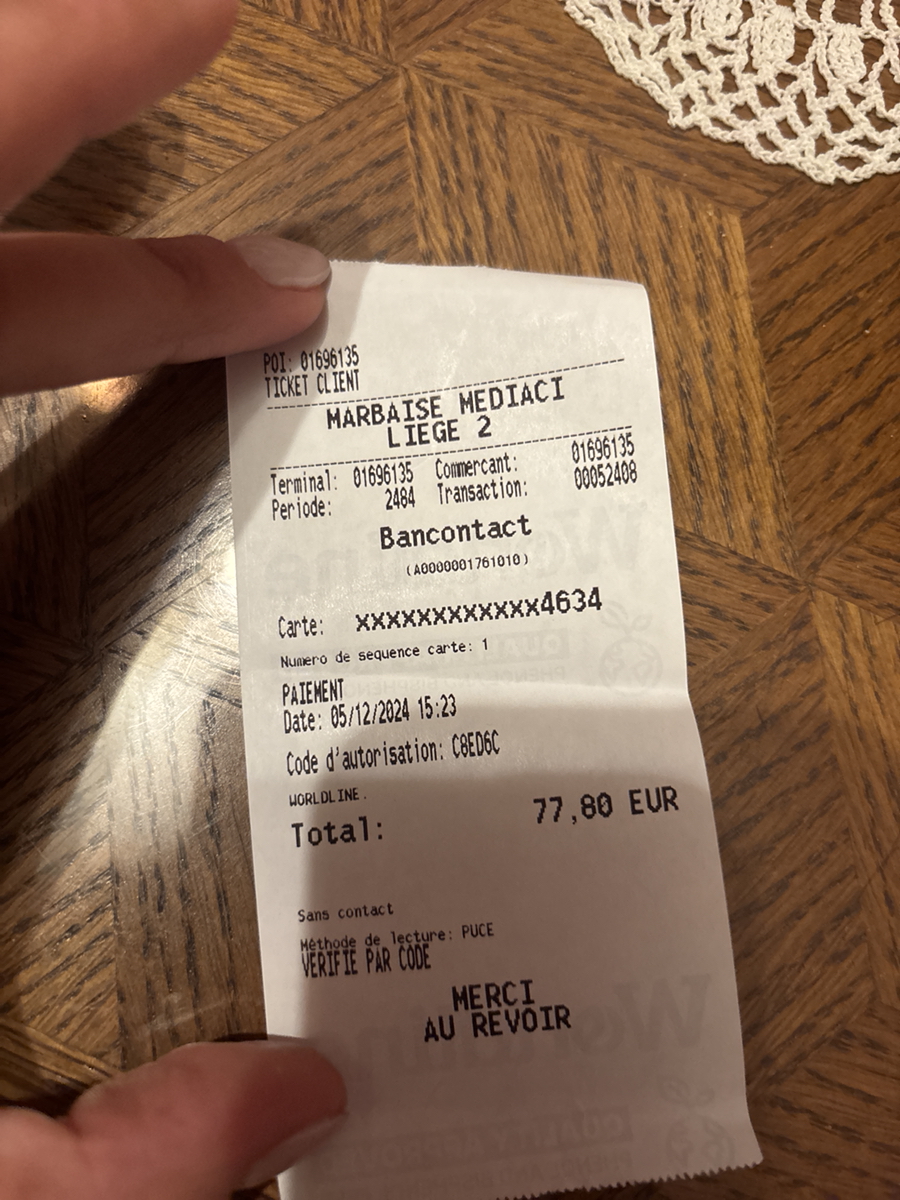 POI: 01696135
TICKET CLIENT
MARBAISE MEDIACI
LIEGE 2
Terminal: 01696135 Commercant: 01696135
Periode: 2484 Transaction: 00052408
Bancontact
(A0000001761010)
Carte: xxxxxxxxxxxx4634
Numero de sequence carte: 1
PAIEMENT
Date: 05/12/2024 15:23
Code d'autorisation: C8ED6C
WORLDLINE.
Total: 77,80 EUR
Sans contact
Méthode de lecture: PUCE
VERIFIE PAR CODE
MERCI
AU REVOIR